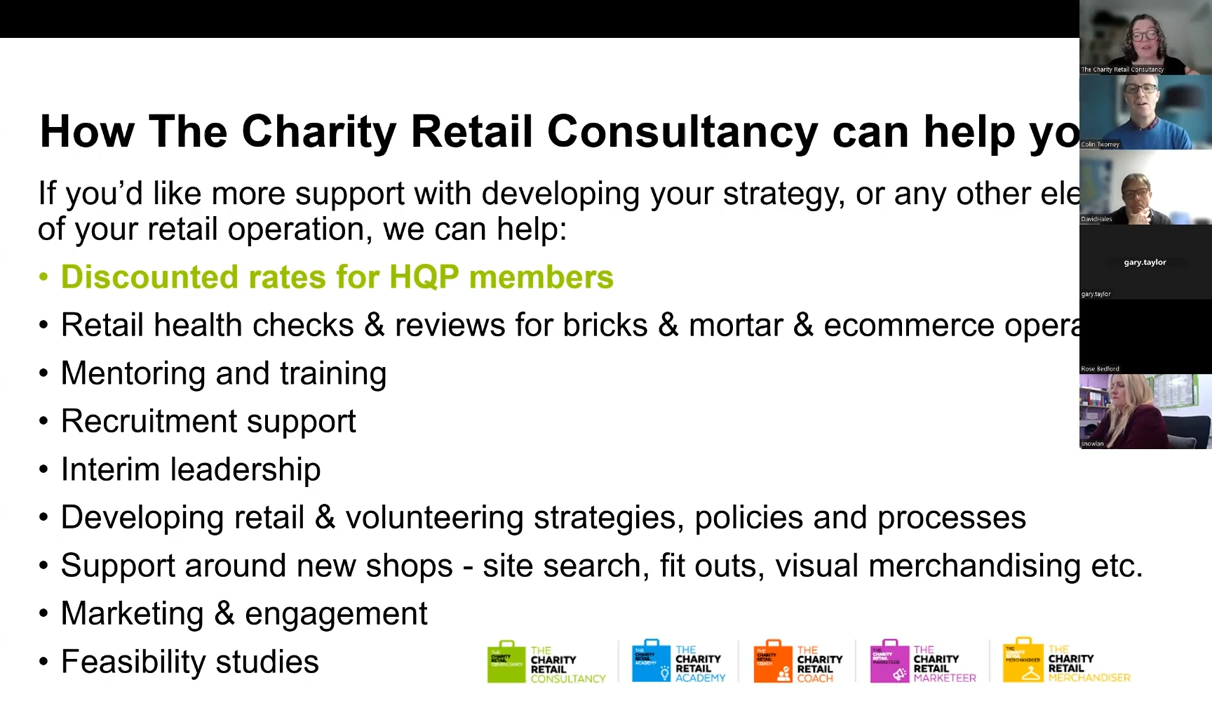 How The Charity Retail Consultancy can help yo
If you'd like more support with developing your strategy, or any other ele
of your retail operation, we can help:
• Discounted rates for HQP members
• Retail health checks & reviews for bricks & mortar & ecommerce opera
• Mentoring and training
• Recruitment support
• Interim leadership
• Developing retail & volunteering strategies, policies and processes
• Support around new shops - site search, fit outs, visual merchandising etc.
• Marketing & engagement
• Feasibility studies
THE
CHARITY
RETAIL
CONSULTANCY
THE
CHARITY
RETAIL
ACADEMY
THE
CHARITY
RETAIL
COACH
THE
CHARITY
RETAIL
MARKETEER
THE
CHARITY
RETAIL
MERCHANDISER
The Charity Retail Consultancy
Colin Twomey
David Hales
gary.taylor
gary.taylor
Rose Bedford